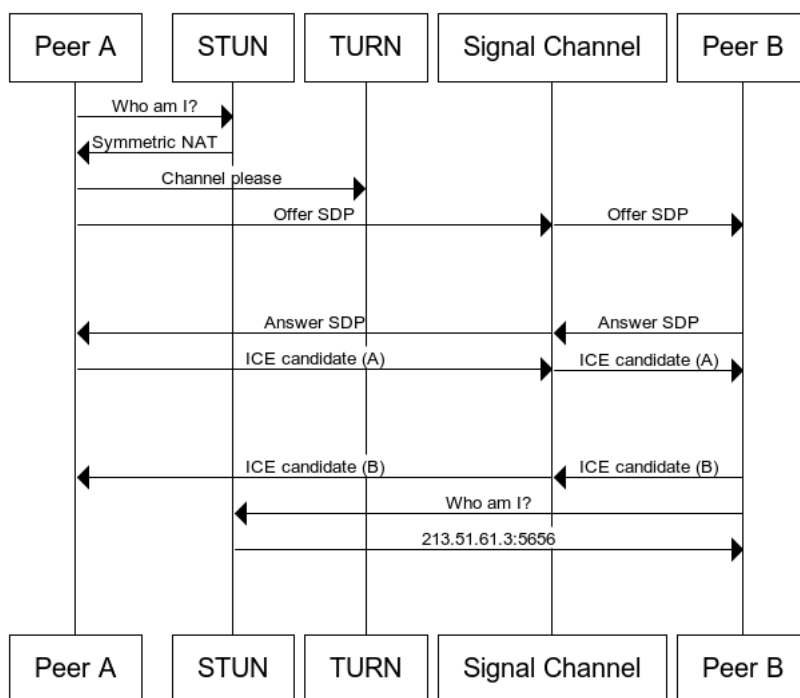 Peer A
STUN
TURN
Signal Channel
Peer B
Who am I?
Symmetric NAT
Channel please
Offer SDP
Offer SDP
Answer SDP
Answer SDP
ICE candidate (A)
ICE candidate (A)
ICE candidate (B)
ICE candidate (B)
Who am I?
213.51.61.3:5656
Peer A
STUN
TURN
Signal Channel
Peer B